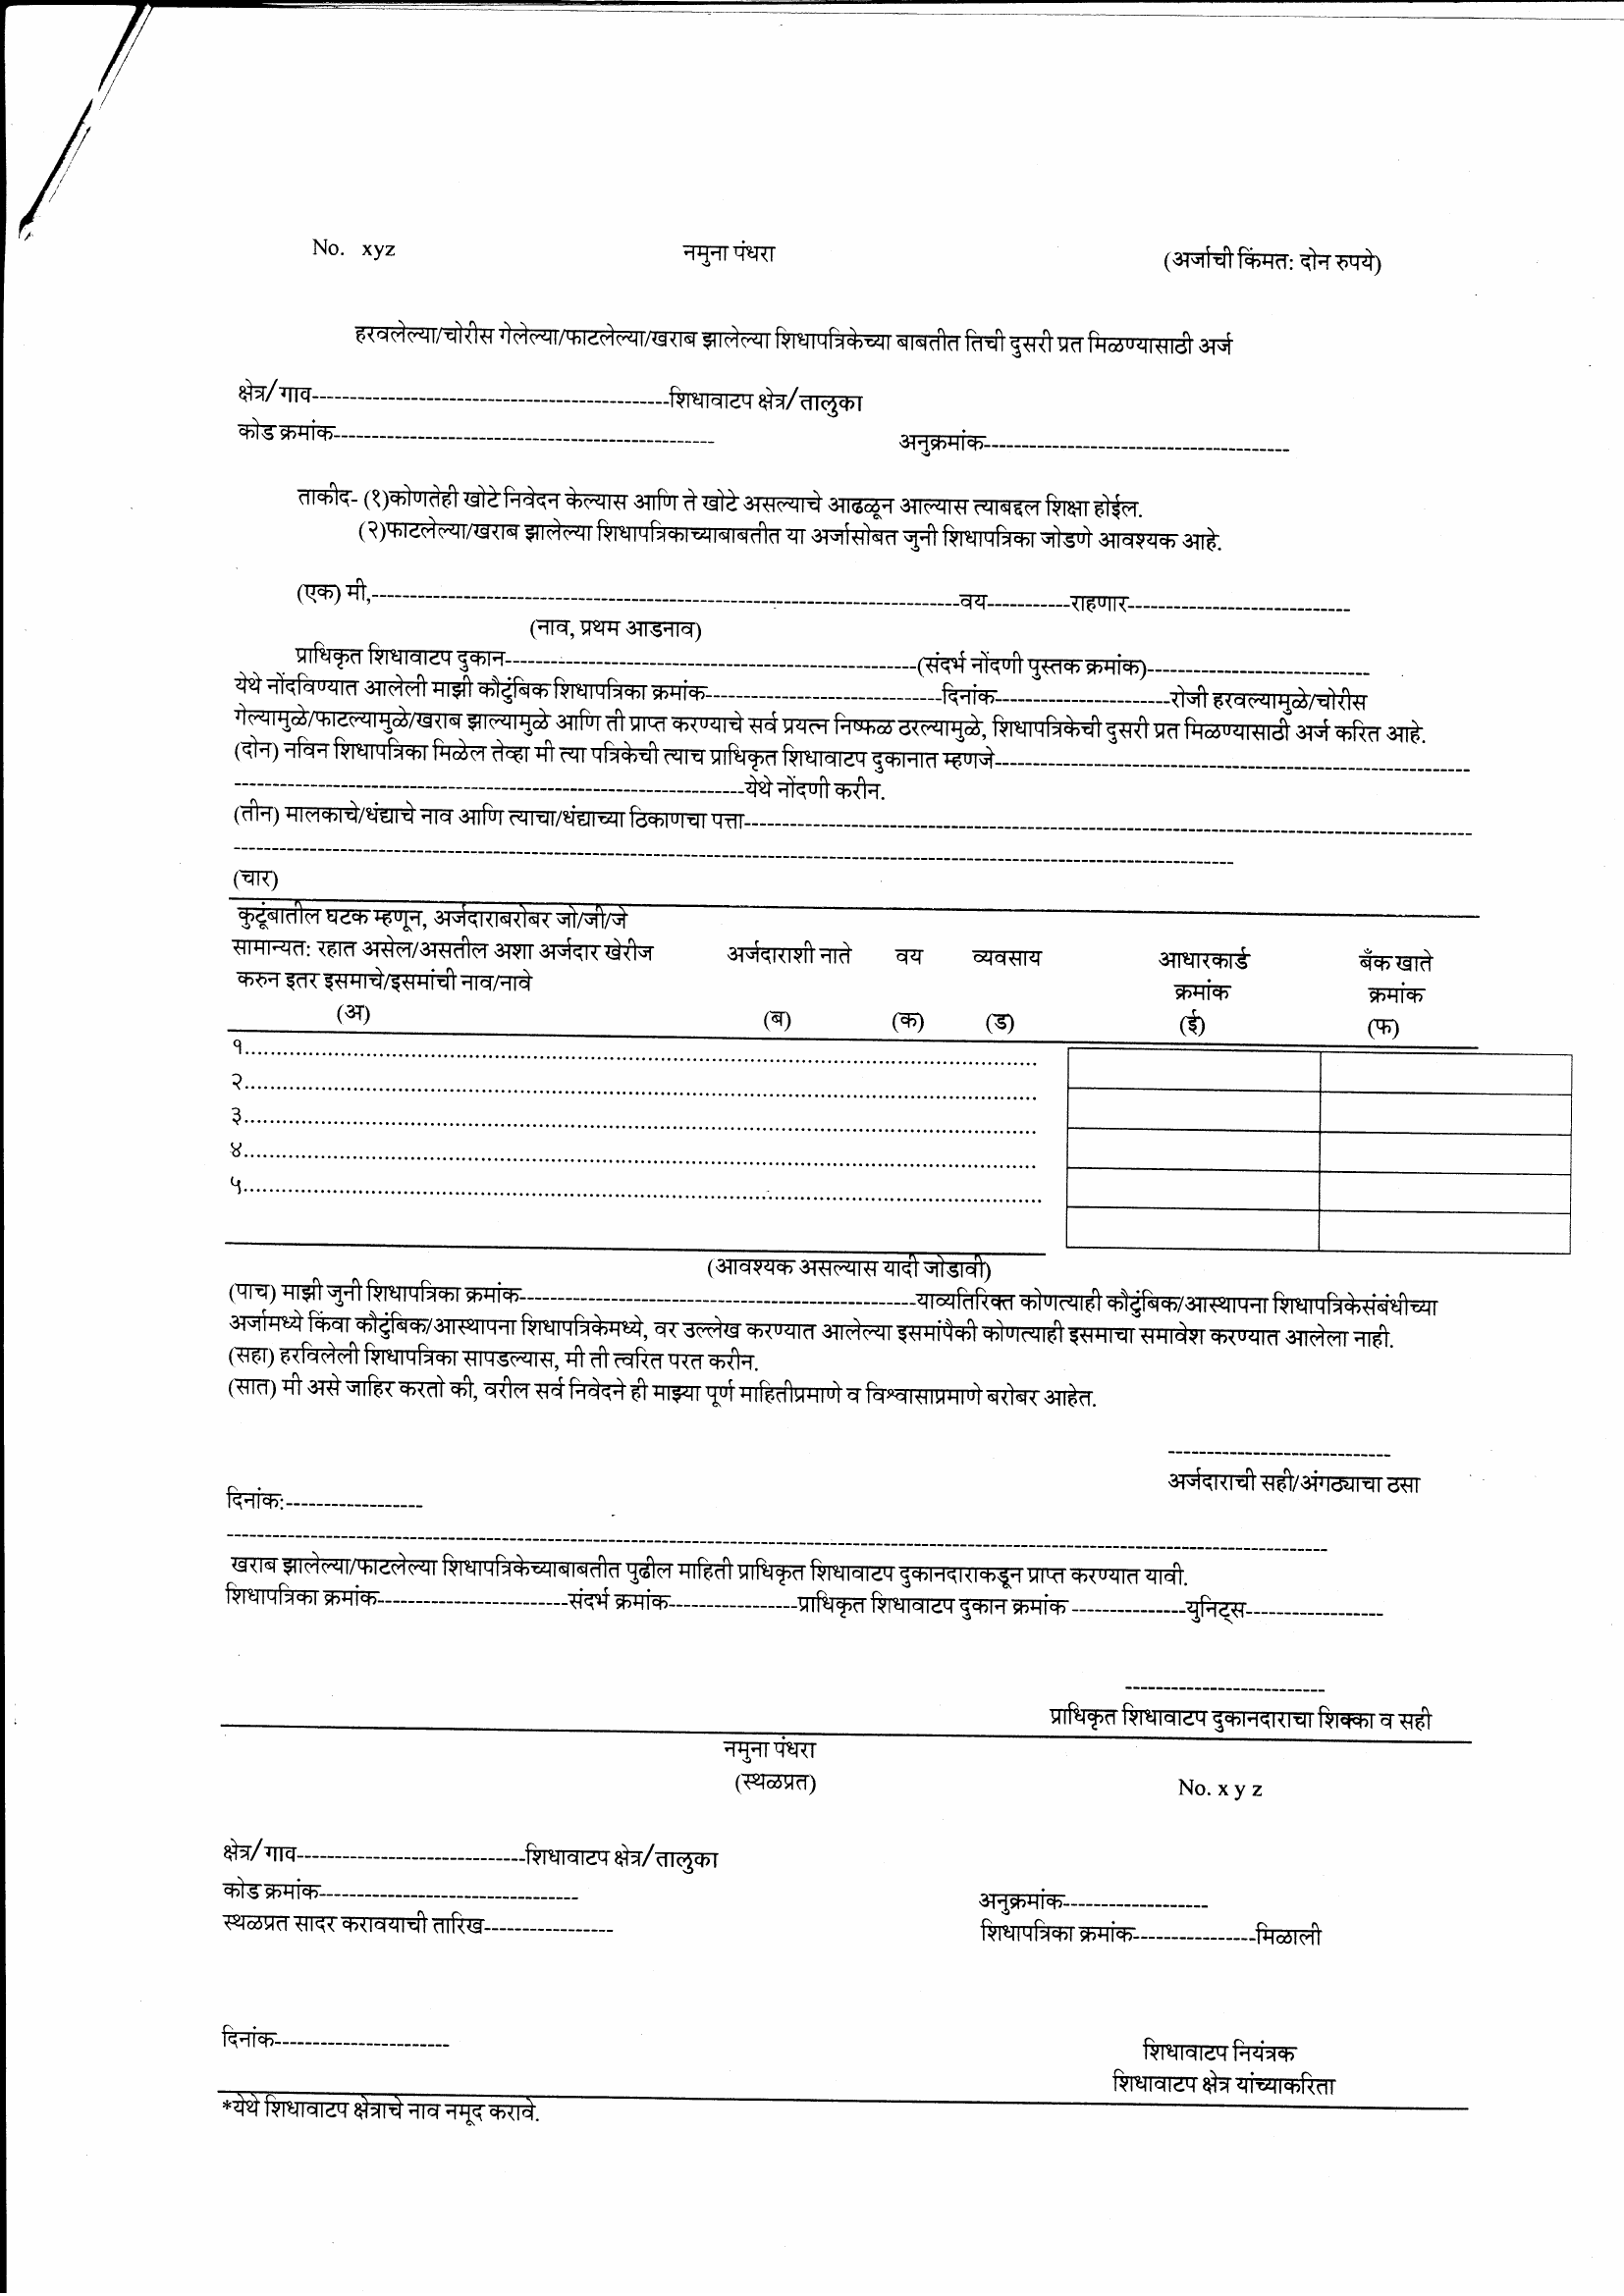 No. xyz नमुना पंधरा (अर्जाची किंमत: दोन रुपये)
हरवलेल्या/चोरीस गेलेल्या/फाटलेल्या/खराब झालेल्या शिधापत्रिकेच्या बाबतीत तिची दुसरी प्रत मिळण्यासाठी अर्ज
क्षेत्र/गाव-----------------------------------------------शिधावाटप क्षेत्र/तालुका
कोड क्रमांक-------------------------------------------------- अनुक्रमांक----------------------------------------
ताकीद- (१)कोणतेही खोटे निवेदन केल्यास आणि ते खोटे असल्याचे आढळून आल्यास त्याबद्दल शिक्षा होईल.
(२)फाटलेल्या/खराब झालेल्या शिधापत्रिकाच्याबाबतीत या अर्जासोबत जुनी शिधापत्रिका जोडणे आवश्यक आहे.
(एक) मी,-----------------------------------------------------------------------------वय-----------राहणार-----------------------------
(नाव, प्रथम आडनाव)
प्राधिकृत शिधावाटप दुकान------------------------------------------------------(संदर्भ नोंदणी पुस्तक क्रमांक)-----------------------------
येथे नोंदविण्यात आलेली माझी कौटुंबिक शिधापत्रिका क्रमांक-------------------------------दिनांक-----------------------रोजी हरवल्यामुळे/चोरीस
गेल्यामुळे/फाटल्यामुळे/खराब झाल्यामुळे आणि ती प्राप्त करण्याचे सर्व प्रयत्न निष्फळ ठरल्यामुळे, शिधापत्रिकेची दुसरी प्रत मिळण्यासाठी अर्ज करित आहे.
(दोन) नविन शिधापत्रिका मिळेल तेव्हा मी त्या पत्रिकेची त्याच प्राधिकृत शिधावाटप दुकानात म्हणजे--------------------------------------------------------------
-------------------------------------------------------------------येथे नोंदणी करीन.
(तीन) मालकाचे/धंद्याचे नाव आणि त्याचा/धंद्याच्या ठिकाणचा पत्ता-----------------------------------------------------------------------------------------------
-----------------------------------------------------------------------------------------------------------------------------------
(चार)
कुटूंबातील घटक म्हणून, अर्जदाराबरोबर जो/जी/जे
सामान्यत: रहात असेल/असतील अशा अर्जदार खेरीज अर्जदाराशी नाते वय व्यवसाय आधारकार्ड बँक खाते
करुन इतर इसमाचे/इसमांची नाव/नावे क्रमांक क्रमांक
(अ) (ब) (क) (ड) (ई) (फ)
१....................................................................................................................................
२....................................................................................................................................
३....................................................................................................................................
४....................................................................................................................................
५....................................................................................................................................
(आवश्यक असल्यास यादी जोडावी)
(पाच) माझी जुनी शिधापत्रिका क्रमांक----------------------------------------------------याव्यतिरिक्त कोणत्याही कौटुंबिक/आस्थापना शिधापत्रिकेसंबंधीच्या
अर्जामध्ये किंवा कौटुंबिक/आस्थापना शिधापत्रिकेमध्ये, वर उल्लेख करण्यात आलेल्या इसमांपैकी कोणत्याही इसमाचा समावेश करण्यात आलेला नाही.
(सहा) हरविलेली शिधापत्रिका सापडल्यास, मी ती त्वरित परत करीन.
(सात) मी असे जाहिर करतो की, वरील सर्व निवेदने ही माझ्या पूर्ण माहितीप्रमाणे व विश्वासाप्रमाणे बरोबर आहेत.
-----------------------------
अर्जदाराची सही/अंगठ्याचा ठसा
दिनांक:------------------
------------------------------------------------------------------------------------------------------------------------------------------------
खराब झालेल्या/फाटलेल्या शिधापत्रिकेच्याबाबतीत पुढील माहिती प्राधिकृत शिधावाटप दुकानदाराकडून प्राप्त करण्यात यावी.
शिधापत्रिका क्रमांक-------------------------संदर्भ क्रमांक-----------------प्राधिकृत शिधावाटप दुकान क्रमांक ---------------युनिट्स------------------
--------------------------
प्राधिकृत शिधावाटप दुकानदाराचा शिक्का व सही
नमुना पंधरा
(स्थळप्रत) No. x y z
क्षेत्र/गाव------------------------------शिधावाटप क्षेत्र/तालुका
कोड क्रमांक---------------------------------- अनुक्रमांक-------------------
स्थळप्रत सादर करावयाची तारिख----------------- शिधापत्रिका क्रमांक----------------मिळाली
दिनांक----------------------- शिधावाटप नियंत्रक
शिधावाटप क्षेत्र यांच्याकरिता
*येथे शिधावाटप क्षेत्राचे नाव नमूद करावे.